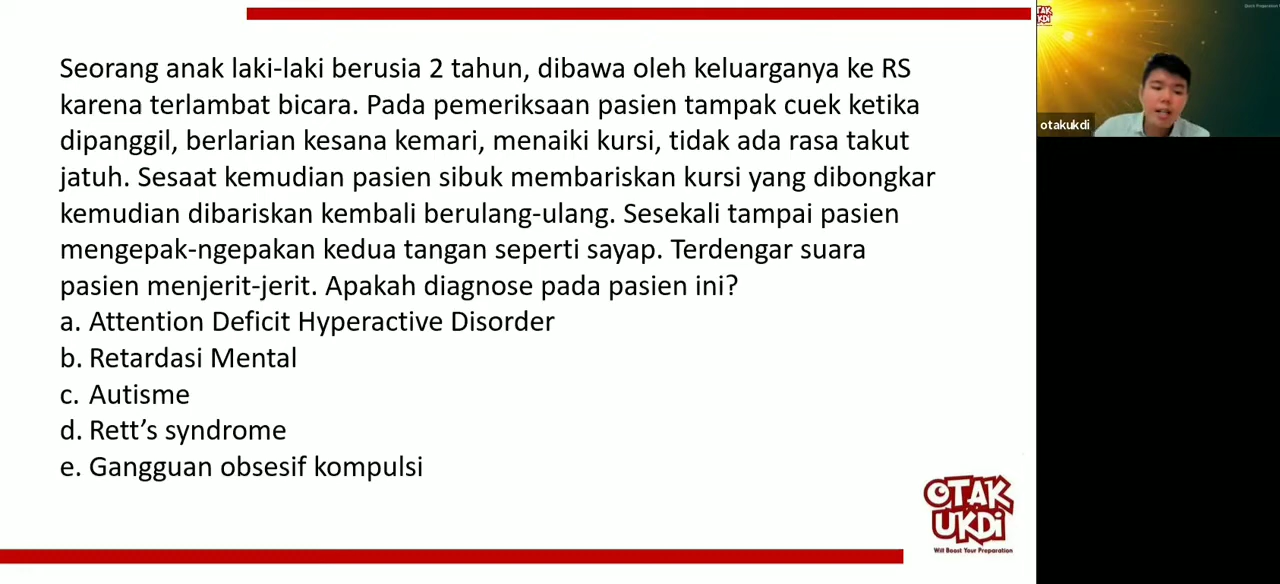 Seorang anak laki-laki berusia 2 tahun, dibawa oleh keluarganya ke RS
karena terlambat bicara. Pada pemeriksaan pasien tampak cuek ketika
dipanggil, berlarian kesana kemari, menaiki kursi, tidak ada rasa takut
jatuh. Sesaat kemudian pasien sibuk membariskan kursi yang dibongkar
kemudian dibariskan kembali berulang-ulang. Sesekali tampai pasien
mengepak-ngepakan kedua tangan seperti sayap. Terdengar suara
pasien menjerit-jerit. Apakah diagnose pada pasien ini?
a. Attention Deficit Hyperactive Disorder
b. Retardasi Mental
c. Autisme
d. Rett’s syndrome
e. Gangguan obsesif kompulsi
OTAK
UKDi
Will Boost Your Preparation
otakukdi